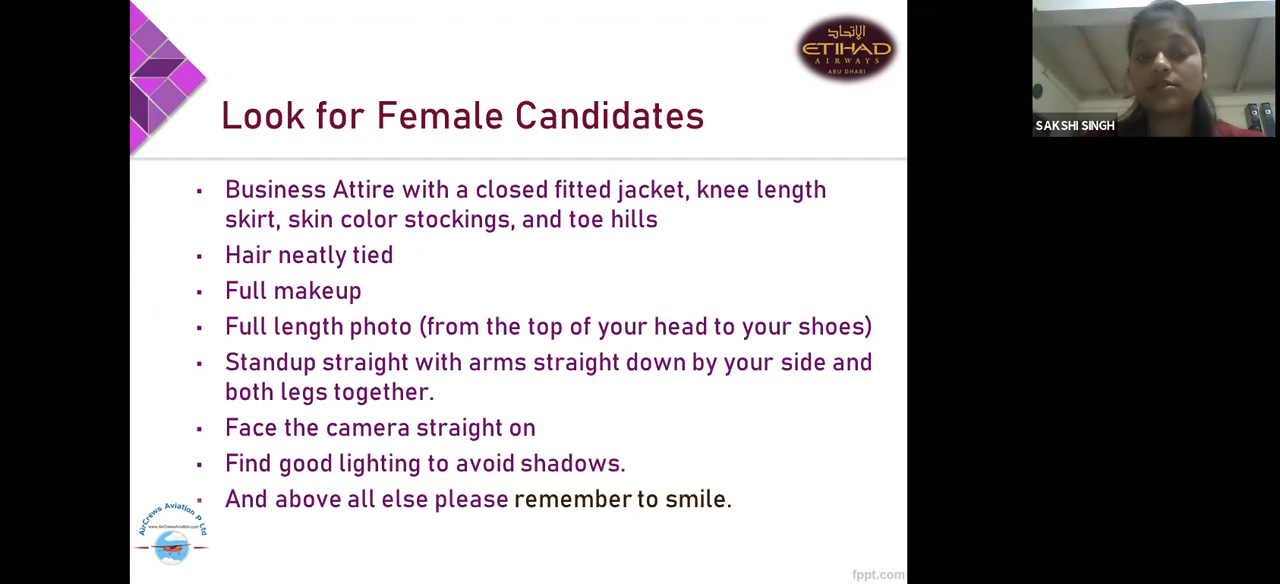 الإتحاد
ETIHAD
AIRWAYS
ABU DHABI
SAKSHI SINGH
Look for Female Candidates
▪ Business Attire with a closed fitted jacket, knee length
skirt, skin color stockings, and toe hills
▪ Hair neatly tied
▪ Full makeup
▪ Full length photo (from the top of your head to your shoes)
▪ Standup straight with arms straight down by your side and
both legs together.
▪ Face the camera straight on
▪ Find good lighting to avoid shadows.
▪ And above all else please remember to smile.
AirCrews Aviation P Ltd
www.AirCrewsAviation.com
fppt.com